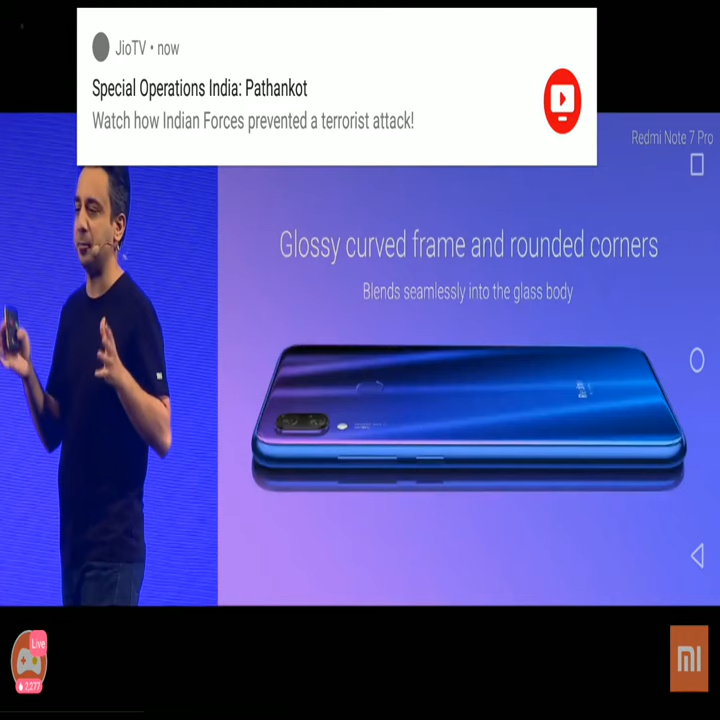 JioTV • now
Special Operations India: Pathankot
Watch how Indian Forces prevented a terrorist attack!
Redmi Note 7 Pro
Glossy curved frame and rounded corners
Blends seamlessly into the glass body
Redmi
Live
2,277
MI